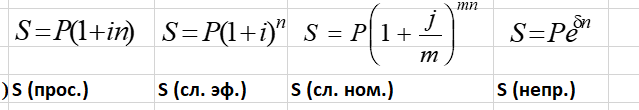 S=P(1+in) S=P(1+i)^n S = P(1 + j/m)^{mn} S=Pe^{δn}
) S (прос.) S (сл. эф.) S (сл. ном.) S (непр.)